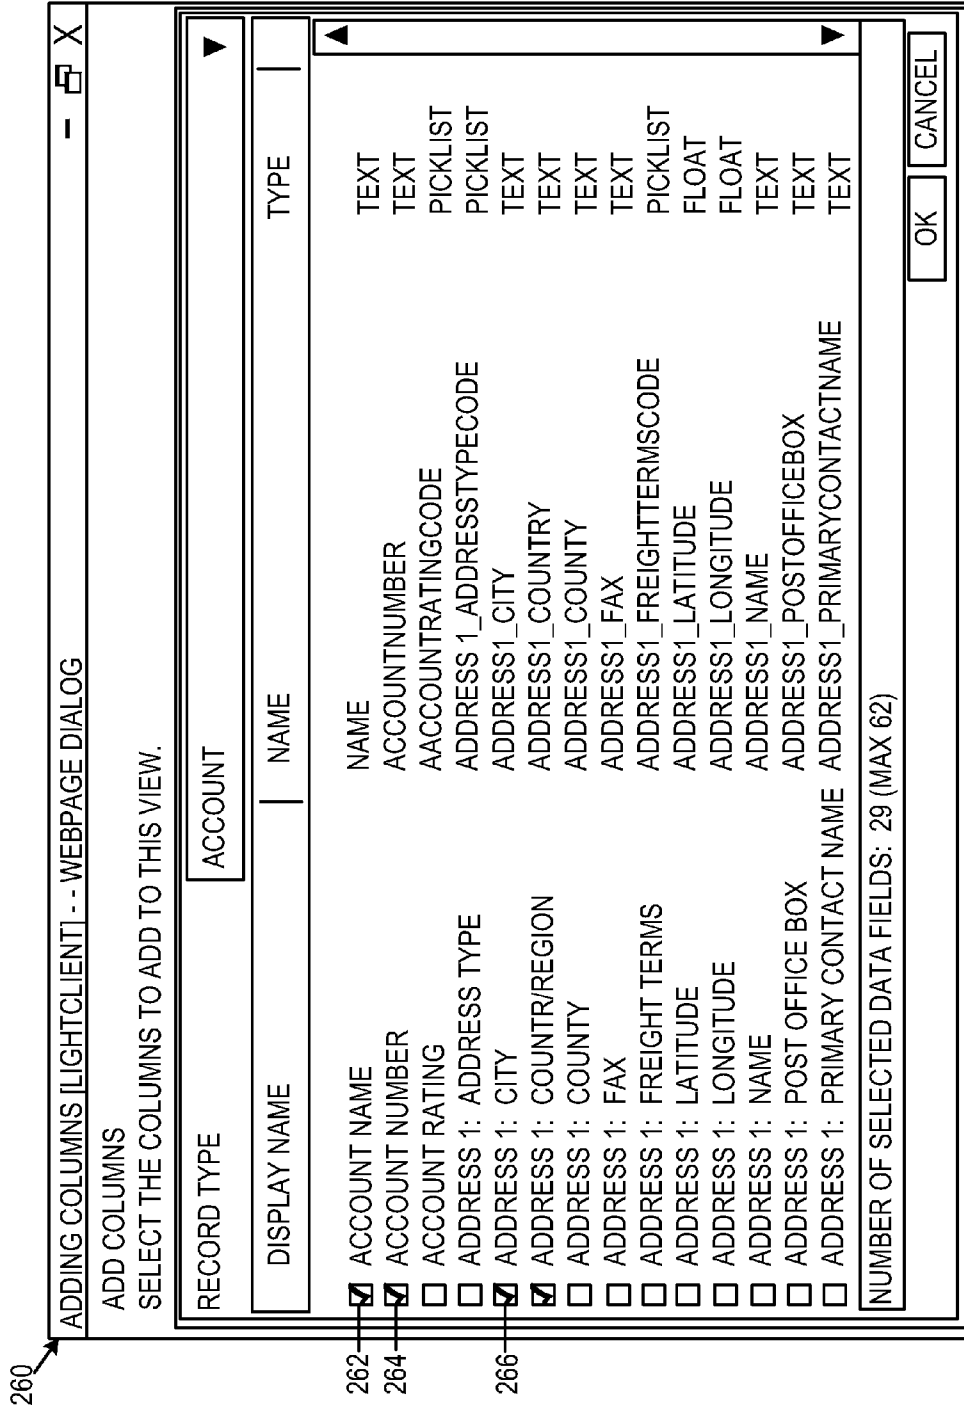 260
ADDING COLUMNS [LIGHTCLIENT] - - WEBPAGE DIALOG – X
ADD COLUMNS
SELECT THE COLUMNS TO ADD TO THIS VIEW.
RECORD TYPE ACCOUNT
DISPLAY NAME NAME TYPE
262 ACCOUNT NAME NAME TEXT
264 ACCOUNT NUMBER ACCOUNTNUMBER TEXT
ACCOUNT RATING AACCOUNTRATINGCODE PICKLIST
ADDRESS 1: ADDRESS TYPE ADDRESS 1_ADDRESSTYPECODE PICKLIST
266 ADDRESS 1: CITY ADDRESS1_CITY TEXT
ADDRESS 1: COUNTR/REGION ADDRESS1_COUNTRY TEXT
ADDRESS 1: COUNTY ADDRESS1_COUNTY TEXT
ADDRESS 1: FAX ADDRESS1_FAX TEXT
ADDRESS 1: FREIGHT TERMS ADDRESS1_FREIGHTTERMSCODE PICKLIST
ADDRESS 1: LATITUDE ADDRESS1_LATITUDE FLOAT
ADDRESS 1: LONGITUDE ADDRESS1_LONGITUDE FLOAT
ADDRESS 1: NAME ADDRESS1_NAME TEXT
ADDRESS 1: POST OFFICE BOX ADDRESS1_POSTOFFICEBOX TEXT
ADDRESS 1: PRIMARY CONTACT NAME ADDRESS1_PRIMARYCONTACTNAME TEXT
NUMBER OF SELECTED DATA FIELDS: 29 (MAX 62)
OK CANCEL